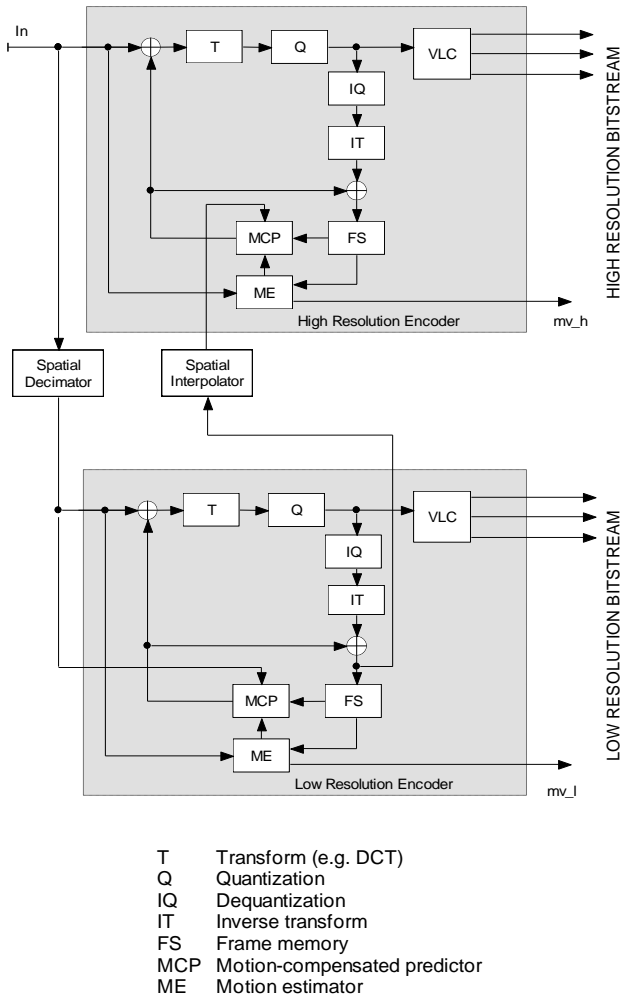 In
T
Q
VLC
IQ
IT
MCP
FS
ME
High Resolution Encoder
mv_h
HIGH RESOLUTION BITSTREAM
Spatial
Decimator
Spatial
Interpolator
T
Q
VLC
IQ
IT
MCP
FS
ME
Low Resolution Encoder
mv_l
LOW RESOLUTION BITSTREAM
T Transform (e.g. DCT)
Q Quantization
IQ Dequantization
IT Inverse transform
FS Frame memory
MCP Motion-compensated predictor
ME Motion estimator